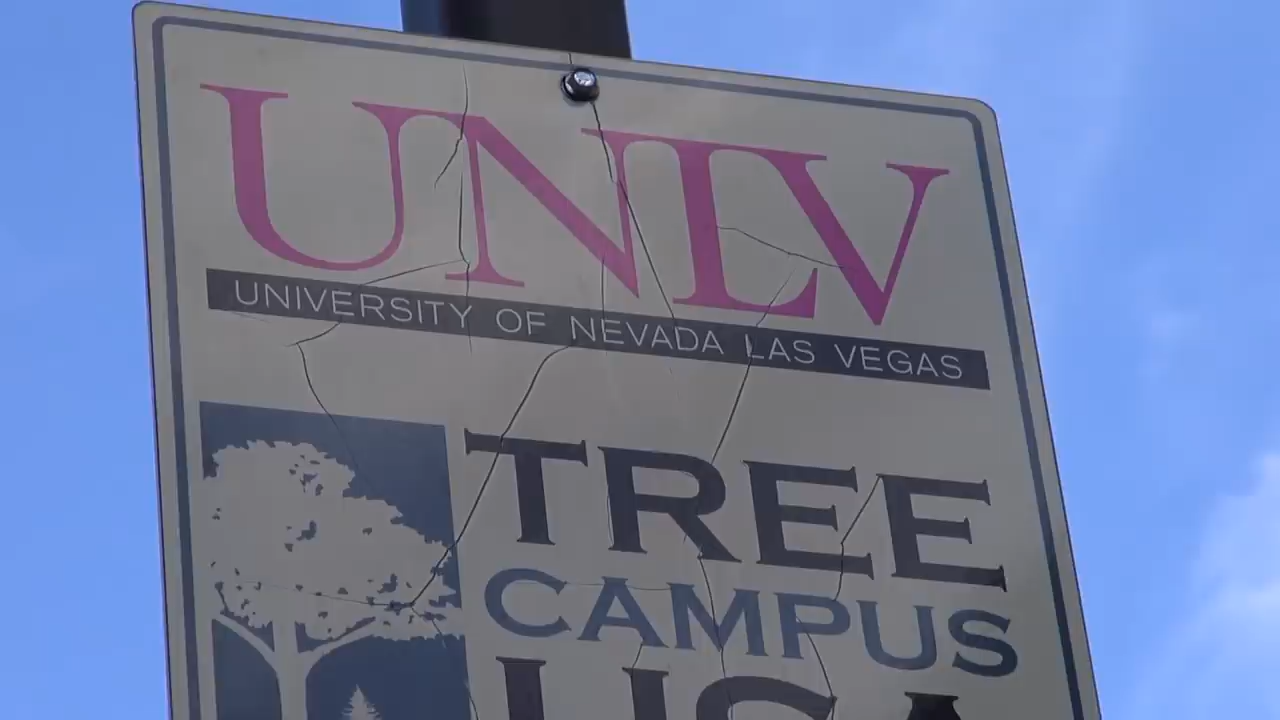 UNLV
UNIVERSITY OF NEVADA LAS VEGAS
TREE
CAMPUS
USA